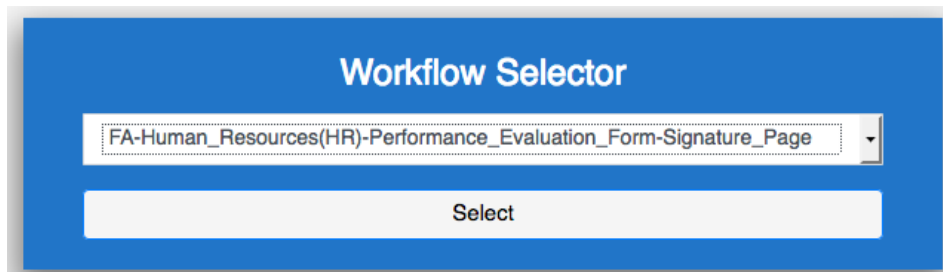 Workflow Selector
FA-Human_Resources(HR)-Performance_Evaluation_Form-Signature_Page
Select